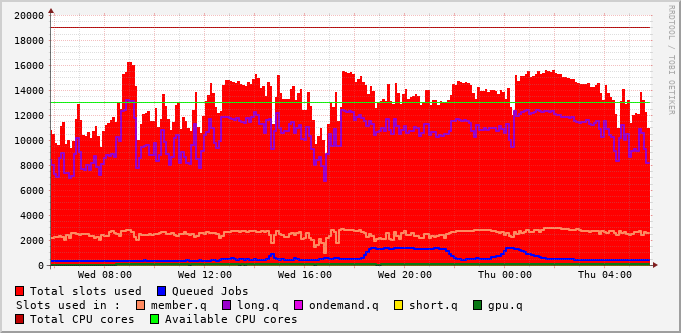 20000
18000
16000
14000
12000
10000
8000
6000
4000
2000
0
Wed 08:00 Wed 12:00 Wed 16:00 Wed 20:00 Thu 00:00 Thu 04:00
RRDTOOL / TOBI OETIKER
Total slots used Queued Jobs
Slots used in : member.q long.q ondemand.q short.q gpu.q
Total CPU cores Available CPU cores